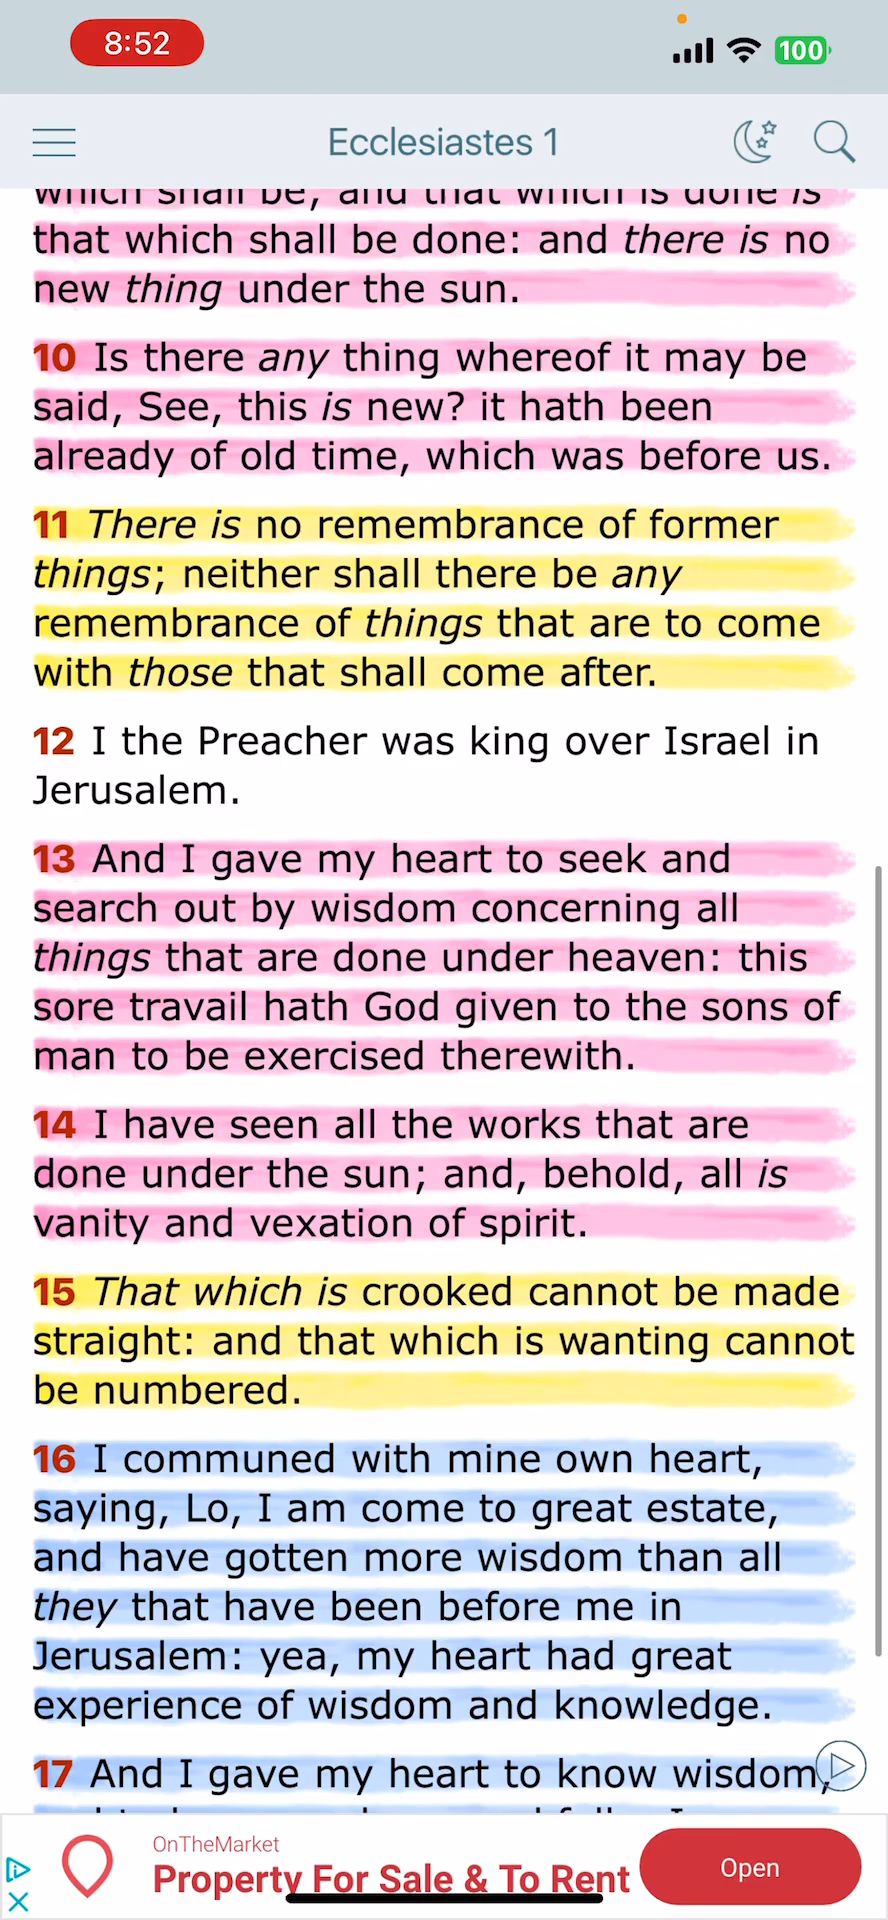 8:52
100
Ecclesiastes 1
which shall be, and that which is done is
that which shall be done: and there is no
new thing under the sun.
10 Is there any thing whereof it may be
said, See, this is new? it hath been
already of old time, which was before us.
11 There is no remembrance of former
things; neither shall there be any
remembrance of things that are to come
with those that shall come after.
12 I the Preacher was king over Israel in
Jerusalem.
13 And I gave my heart to seek and
search out by wisdom concerning all
things that are done under heaven: this
sore travail hath God given to the sons of
man to be exercised therewith.
14 I have seen all the works that are
done under the sun; and, behold, all is
vanity and vexation of spirit.
15 That which is crooked cannot be made
straight: and that which is wanting cannot
be numbered.
16 I communed with mine own heart,
saying, Lo, I am come to great estate,
and have gotten more wisdom than all
they that have been before me in
Jerusalem: yea, my heart had great
experience of wisdom and knowledge.
17 And I gave my heart to know wisdom,
OnTheMarket
Property For Sale & To Rent
Open